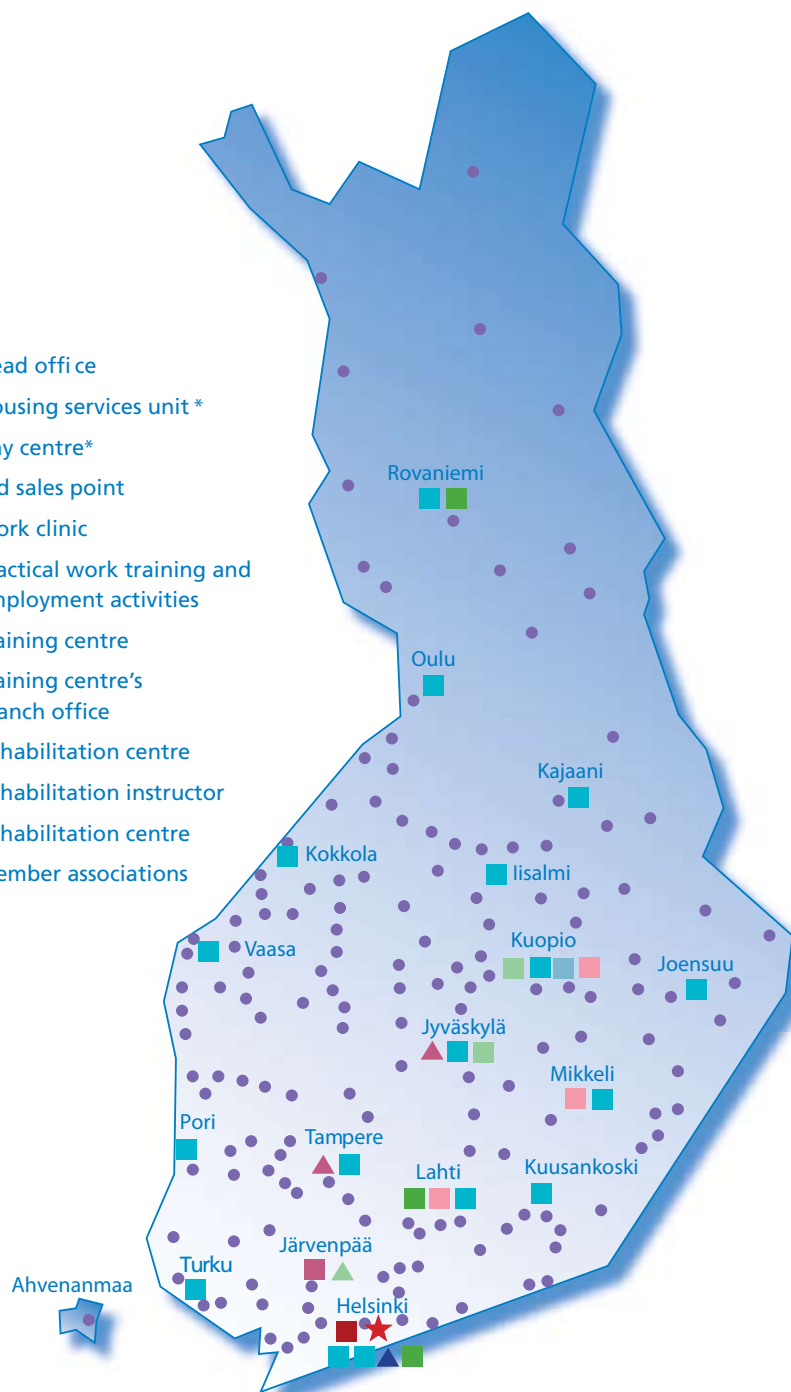 ead office
ousing services unit *
y centre*
d sales point
ork clinic
actical work training and
mployment activities
aining centre
aining centre's
anch office
habilitation centre
habilitation instructor
habilitation centre
ember associations
Rovaniemi
Oulu
Kajaani
Kokkola
Iisalmi
Vaasa
Kuopio
Joensuu
Jyväskylä
Mikkeli
Pori
Tampere
Lahti
Kuusankoski
Järvenpää
Turku
Ahvenanmaa
Helsinki